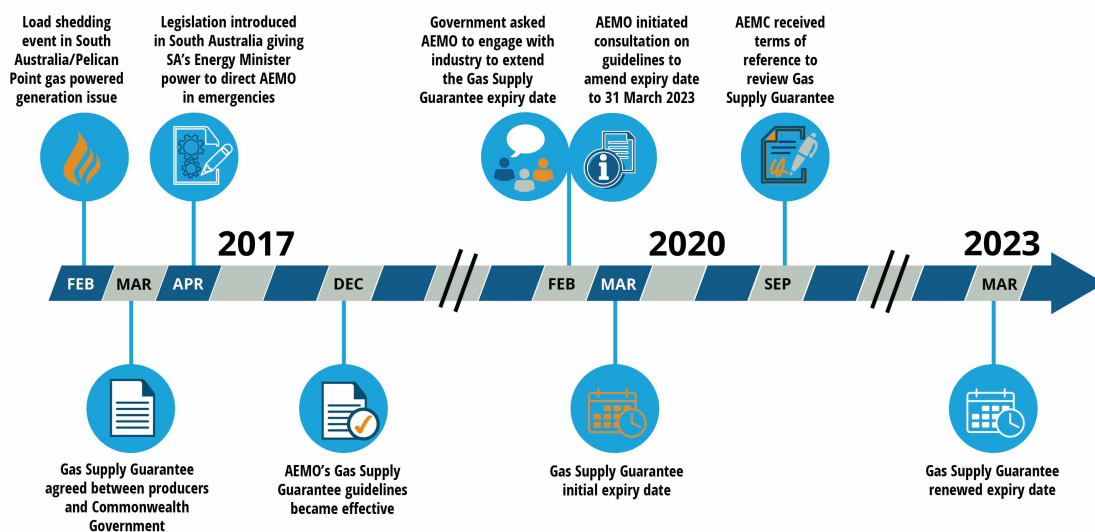 Load shedding
event in South
Australia/Pelican
Point gas powered
generation issue
Legislation introduced
in South Australia giving
SA's Energy Minister
power to direct AEMO
in emergencies
Government asked
AEMO to engage with
industry to extend
the Gas Supply
Guarantee expiry date
AEMO initiated
consultation on
guidelines to
amend expiry date
to 31 March 2023
AEMC received
terms of
reference to
review Gas
Supply Guarantee
2017
2020
2023
FEB
MAR
APR
DEC
FEB
MAR
SEP
MAR
Gas Supply Guarantee
agreed between producers
and Commonwealth
Government
AEMO's Gas Supply
Guarantee guidelines
became effective
Gas Supply Guarantee
initial expiry date
Gas Supply Guarantee
renewed expiry date